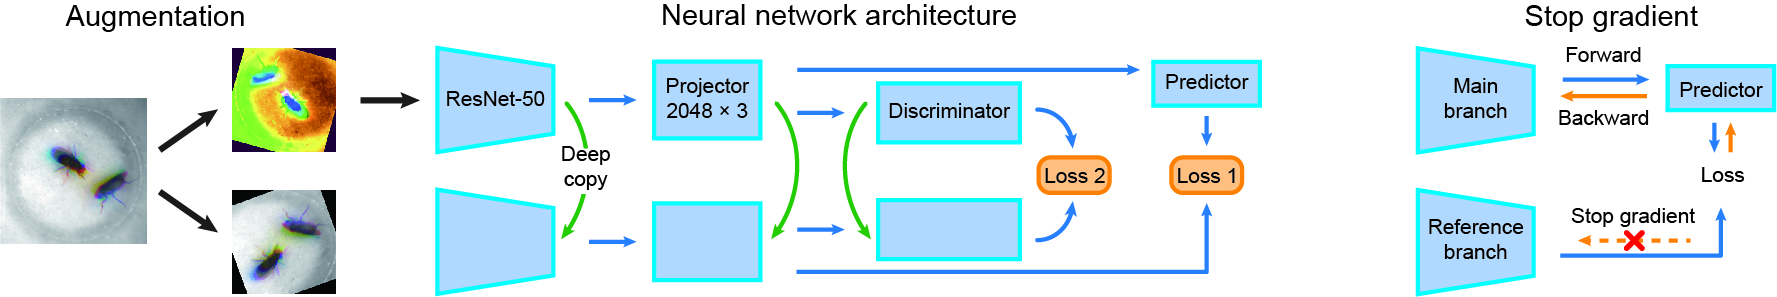 Augmentation
Neural network architecture
Stop gradient
ResNet-50
Projector
2048 × 3
Discriminator
Predictor
Deep
copy
Loss 2
Loss 1
Main
branch
Forward
Backward
Predictor
Loss
Reference
branch
Stop gradient